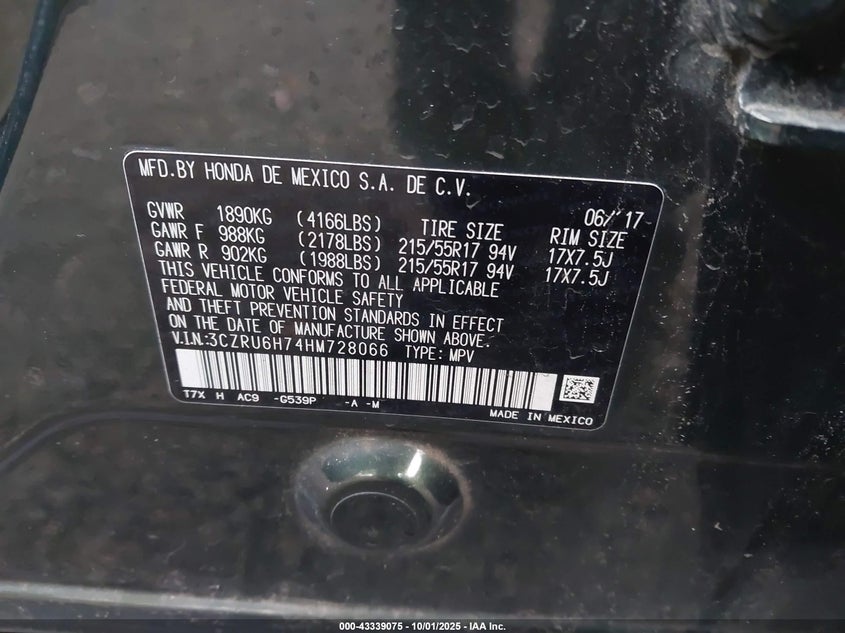 MFD.BY HONDA DE MEXICO S.A. DE C.V.
06/'17
GVWR 1890KG (4166LBS) TIRE SIZE RIM SIZE
GAWR F 988KG (2178LBS) 215/55R17 94V 17X7.5J
GAWR R 902KG (1988LBS) 215/55R17 94V 17X7.5J
THIS VEHICLE CONFORMS TO ALL APPLICABLE
FEDERAL MOTOR VEHICLE SAFETY
AND THEFT PREVENTION STANDARDS IN EFFECT
ON THE DATE OF MANUFACTURE SHOWN ABOVE.
V.I.N.:3CZRU6H74HM728066 TYPE: MPV
T7X H AC9 -G539P -A -M
MADE IN MEXICO
000-43339075 - 10/01/2025 - IAA Inc.